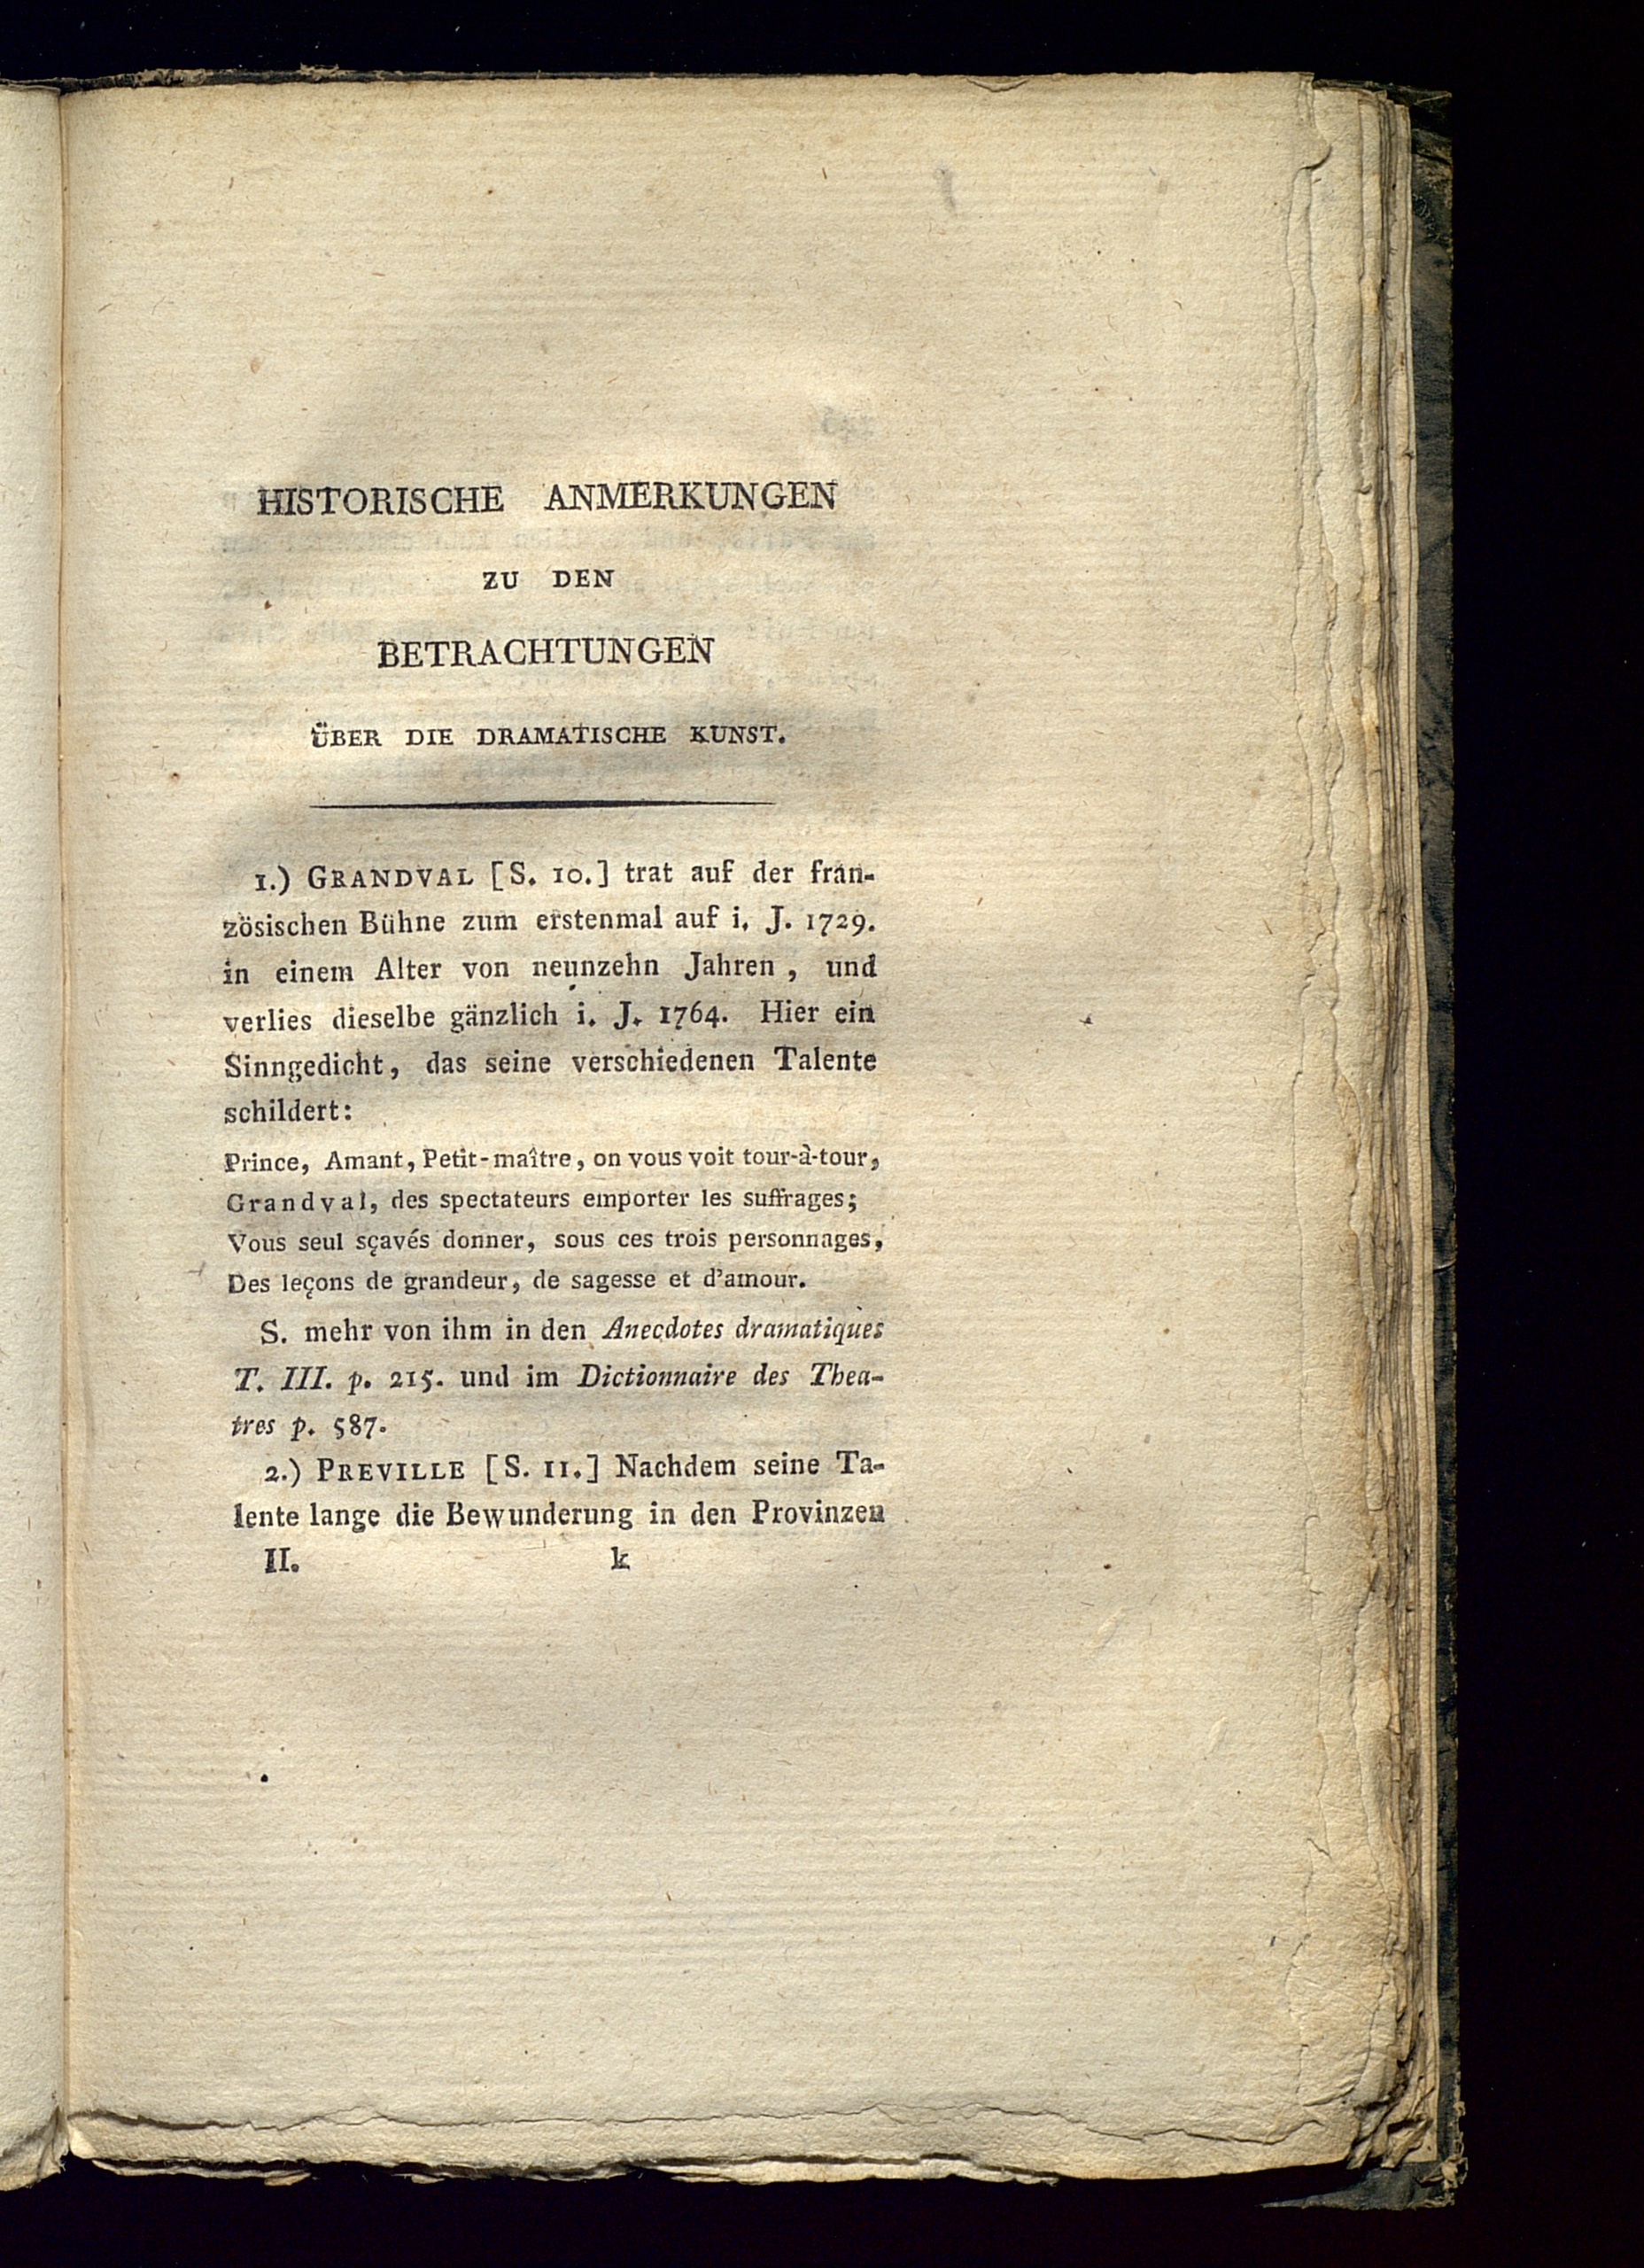 HISTORISCHE ANMERKUNGEN
ZU DEN
BETRACHTUNGEN
ÜBER DIE DRAMATISCHE KUNST.
1.) GRANDVAL [S. 10.] trat auf der fran-
zösischen Bühne zum erstenmal auf i. J. 1729.
in einem Alter von neunzehn Jahren, und
verlies dieselbe gänzlich i. J. 1764. Hier ein
Sinngedicht, das seine verschiedenen Talente
schildert:
Prince, Amant, Petit-maître, on vous voit tour-à-tour,
Grandval, des spectateurs emporter les suffrages;
Vous seul sçavés donner, sous ces trois personnages,
Des leçons de grandeur, de sagesse et d'amour.
S. mehr von ihm in den Anecdotes dramatiques
T. III. p. 215. und im Dictionnaire des Thea-
tres p. 587.
2.) PREVILLE [S. 11.] Nachdem seine Ta-
lente lange die Bewunderung in den Provinzen
II. k